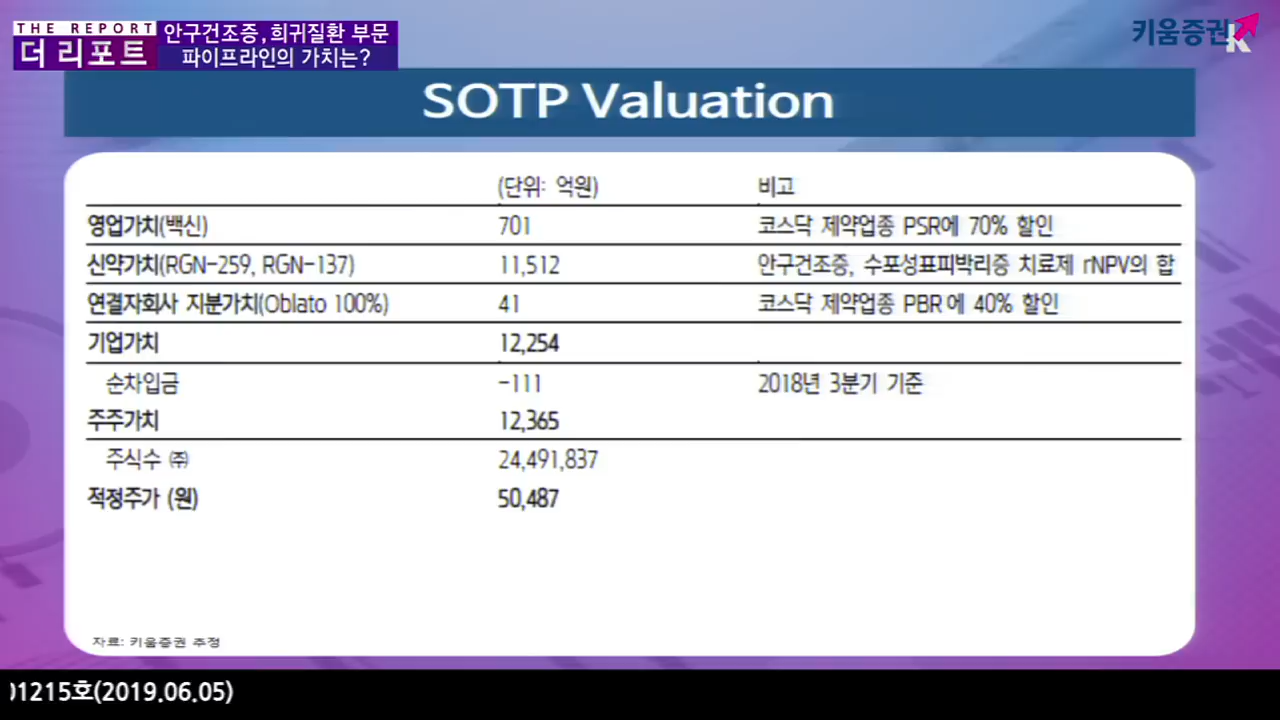 THE REPORT
더 리포트
안구건조증, 희귀질환 부문
파이프라인의 가치는?
키움증권
SOTP Valuation
(단위: 억원) 비고
영업가치(백신) 701 코스닥 제약업종 PSR에 70% 할인
신약가치(RGN-259, RGN-137) 11,512 안구건조증, 수포성표피박리증 치료제 rNPV의 합
연결자회사 지분가치(Oblato 100%) 41 코스닥 제약업종 PBR에 40% 할인
기업가치 12,254
순차입금 -111 2018년 3분기 기준
주주가치 12,365
주식수 ㈜ 24,491,837
적정주가 (원) 50,487
자료: 키움증권 추정
1215호(2019.06.05)